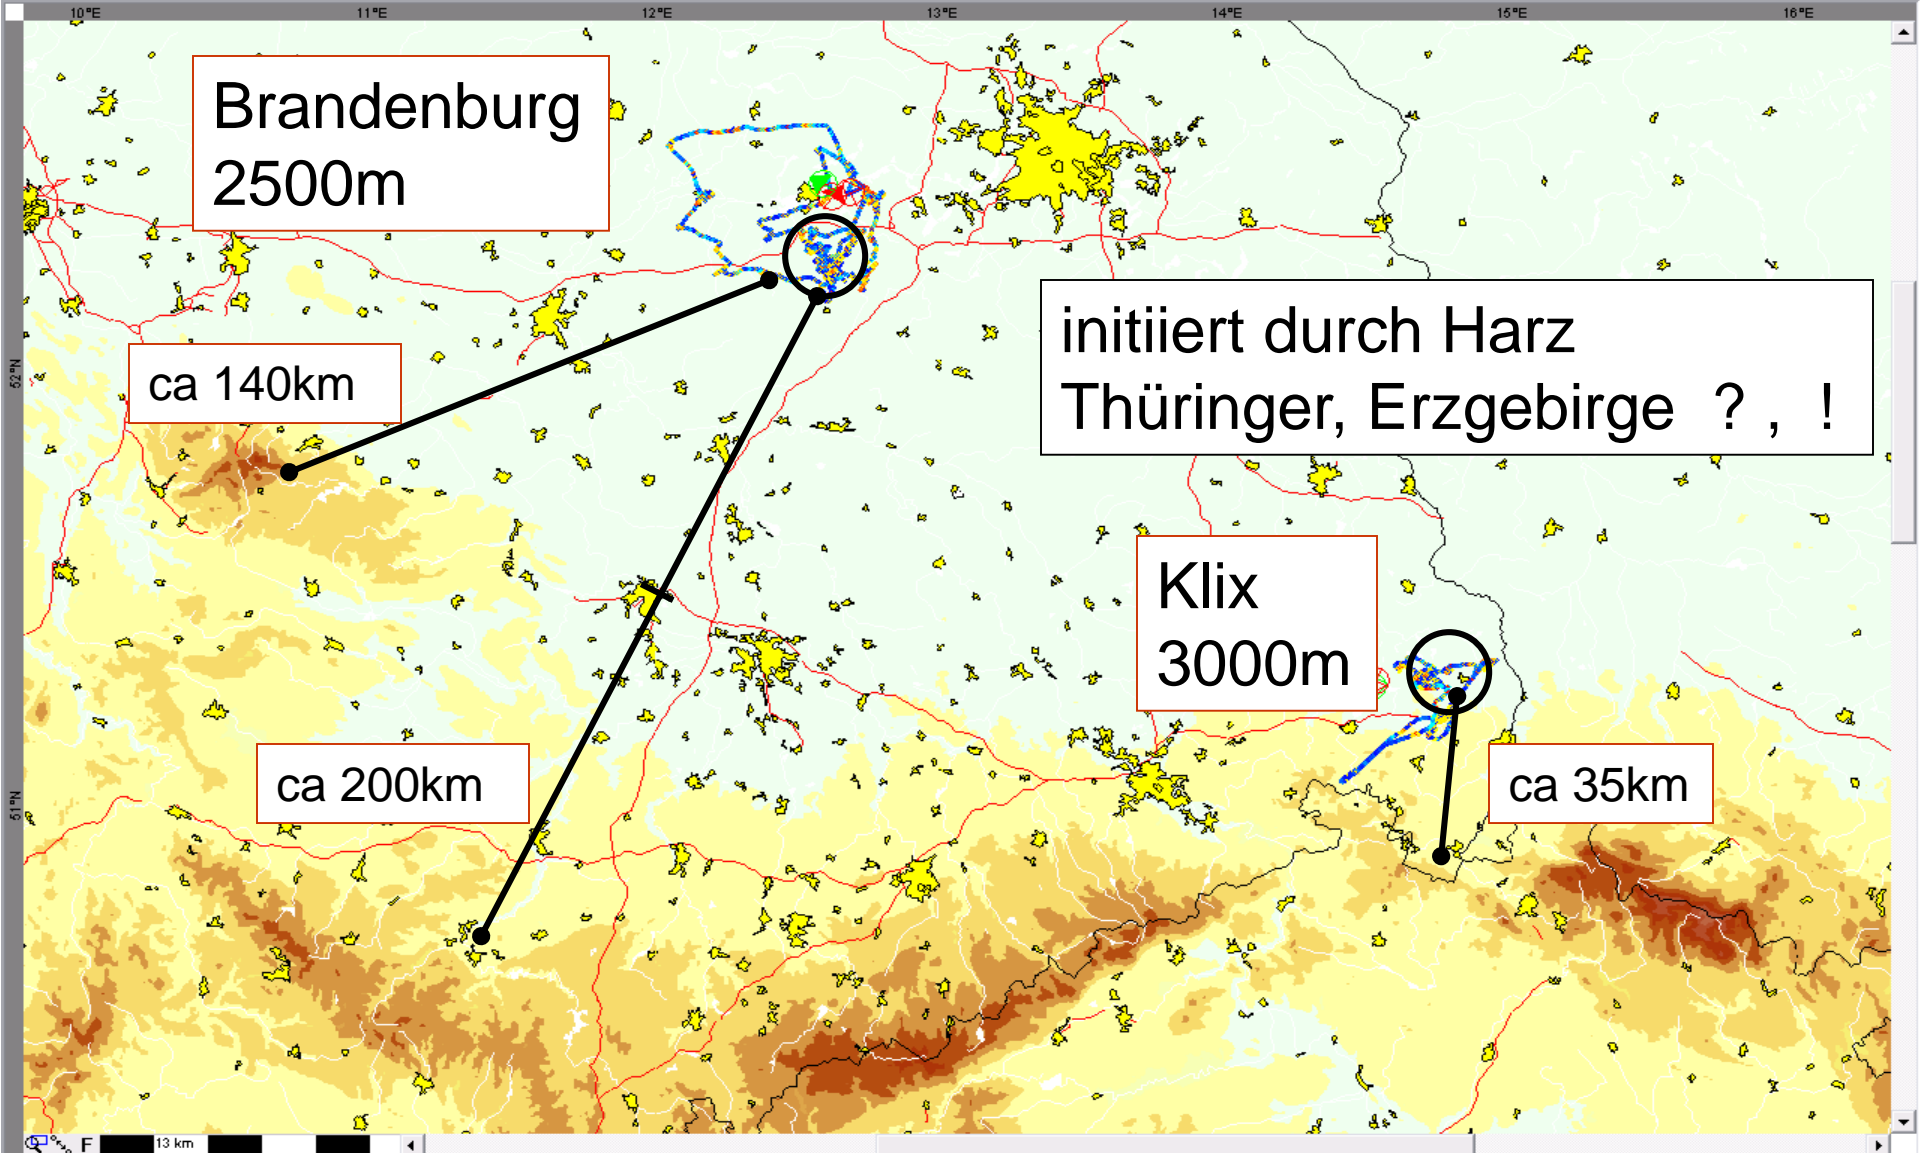 10°E 11°E 12°E 13°E 14°E 15°E 16°E
Brandenburg
2500m
initiiert durch Harz
Thüringer, Erzgebirge ? , !
52°N
ca 140km
Klix
3000m
ca 200km
ca 35km
51°N
F 13 km